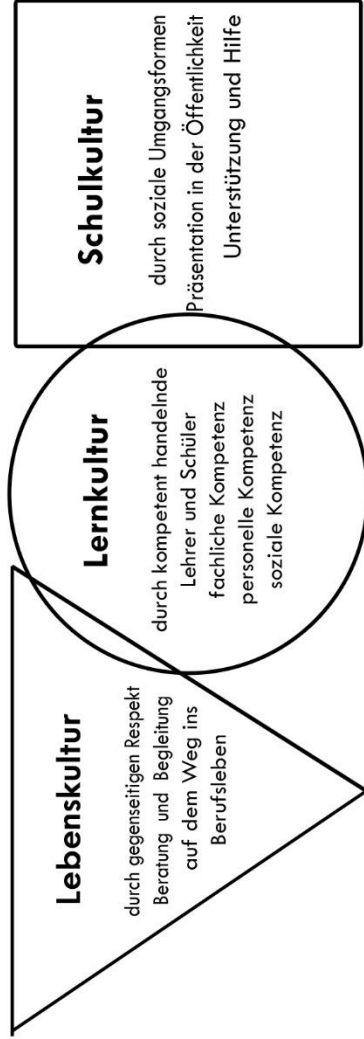 Lebenskultur
durch gegenseitigen Respekt
Beratung und Begleitung
auf dem Weg ins
Berufsleben
Lernkultur
durch kompetent handelnde
Lehrer und Schüler
fachliche Kompetenz
personelle Kompetenz
soziale Kompetenz
Schulkultur
durch soziale Umgangsformen
Präsentation in der Öffentlichkeit
Unterstützung und Hilfe